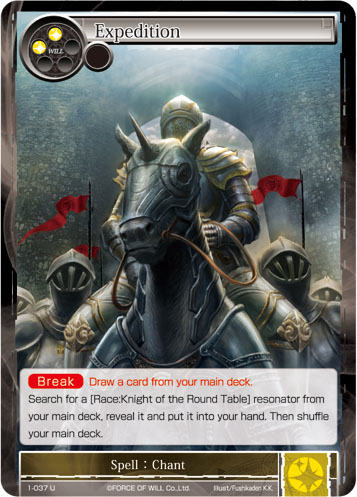 Expedition
WILL
Break Draw a card from your main deck.
Search for a [Race:Knight of the Round Table] resonator from
your main deck, reveal it and put it into your hand. Then shuffle
your main deck.
Spell : Chant
1-037 U ©FORCE OF WILL Co.,Ltd. Illust/Fushikaden K.K.